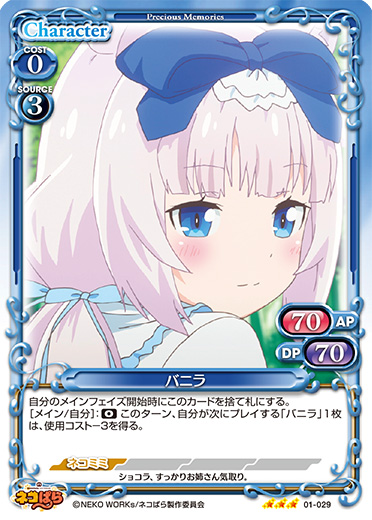 Precious Memories
Character
COST
0
SOURCE
3
70 AP
DP 70
バニラ
自分のメインフェイズ開始時にこのカードを捨て札にする。
[メイン/自分]:0このターン、自分が次にプレイする「バニラ」1枚
は、使用コスト-3を得る。
ネコミミ
ショコラ、すっかりお姉さん気取り。
ネコぱら
©NEKO WORKs/ネコぱら製作委員会
01-029